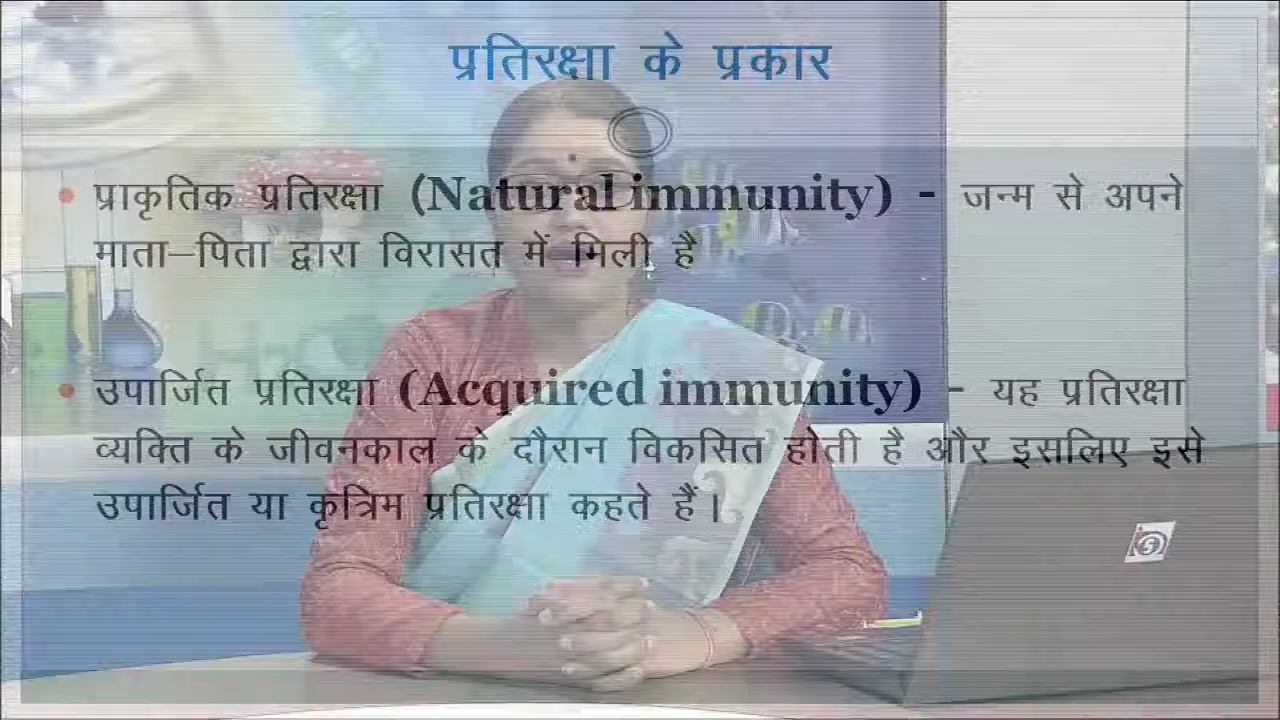 प्रतिरक्षा के प्रकार
• प्राकृतिक प्रतिरक्षा (Natural immunity) - जन्म से अपने
माता–पिता द्वारा विरासत में मिली है
• उपार्जित प्रतिरक्षा (Acquired immunity) - यह प्रतिरक्षा
व्यक्ति के जीवनकाल के दौरान विकसित होती है और इसलिए इसे
उपार्जित या कृत्रिम प्रतिरक्षा कहते हैं।